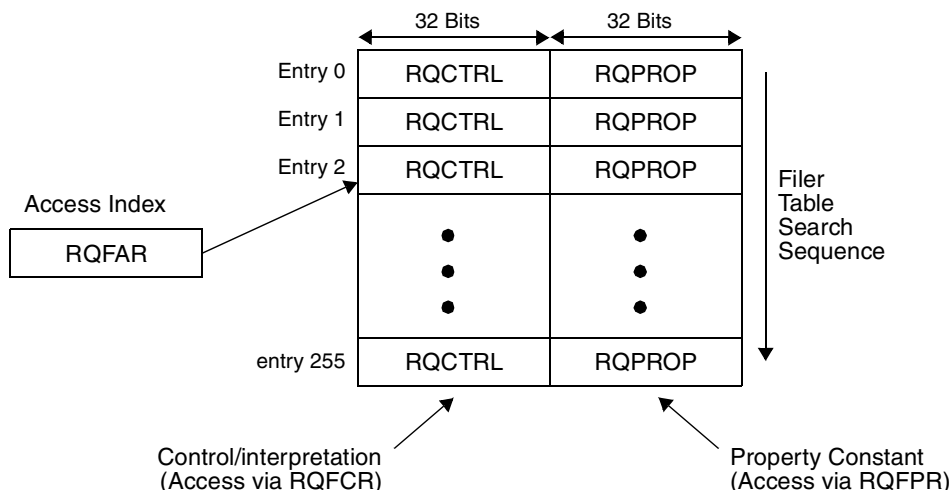 32 Bits 32 Bits
Entry 0 RQCTRL RQPROP
Entry 1 RQCTRL RQPROP
Entry 2 RQCTRL RQPROP
Access Index
RQFAR
Filer
Table
Search
Sequence
entry 255 RQCTRL RQPROP
Control/interpretation
(Access via RQFCR)
Property Constant
(Access via RQFPR)